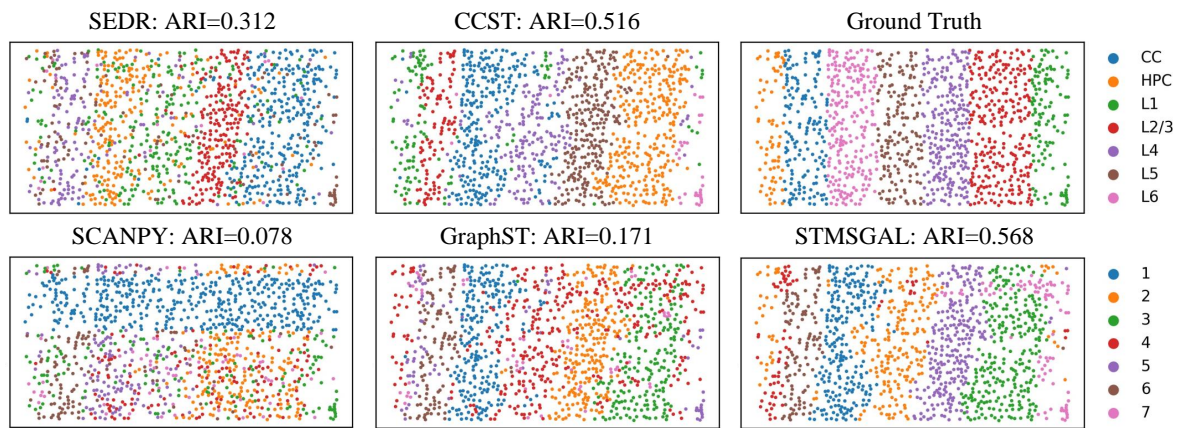 SEDR: ARI=0.312
CCST: ARI=0.516
Ground Truth
CC
HPC
L1
L2/3
L4
L5
L6
SCANPY: ARI=0.078
GraphST: ARI=0.171
STMSGAL: ARI=0.568
1
2
3
4
5
6
7